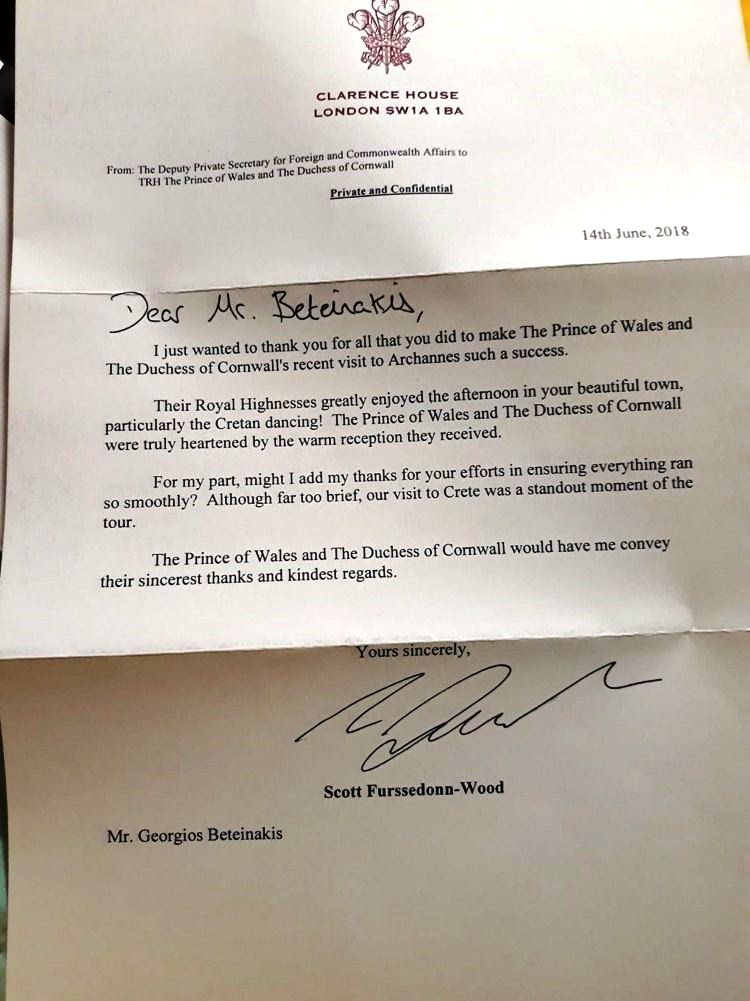 CLARENCE HOUSE
LONDON SW1A 1BA
From: The Deputy Private Secretary for Foreign and Commonwealth Affairs to
TRH The Prince of Wales and The Duchess of Cornwall
Private and Confidential
14th June, 2018
Dear Mr. Beteinakis,
I just wanted to thank you for all that you did to make The Prince of Wales and
The Duchess of Cornwall's recent visit to Archannes such a success.
Their Royal Highnesses greatly enjoyed the afternoon in your beautiful town,
particularly the Cretan dancing! The Prince of Wales and The Duchess of Cornwall
were truly heartened by the warm reception they received.
For my part, might I add my thanks for your efforts in ensuring everything ran
so smoothly? Although far too brief, our visit to Crete was a standout moment of the
tour.
The Prince of Wales and The Duchess of Cornwall would have me convey
their sincerest thanks and kindest regards.
Yours sincerely,
Scott Furssedonn-Wood
Mr. Georgios Beteinakis